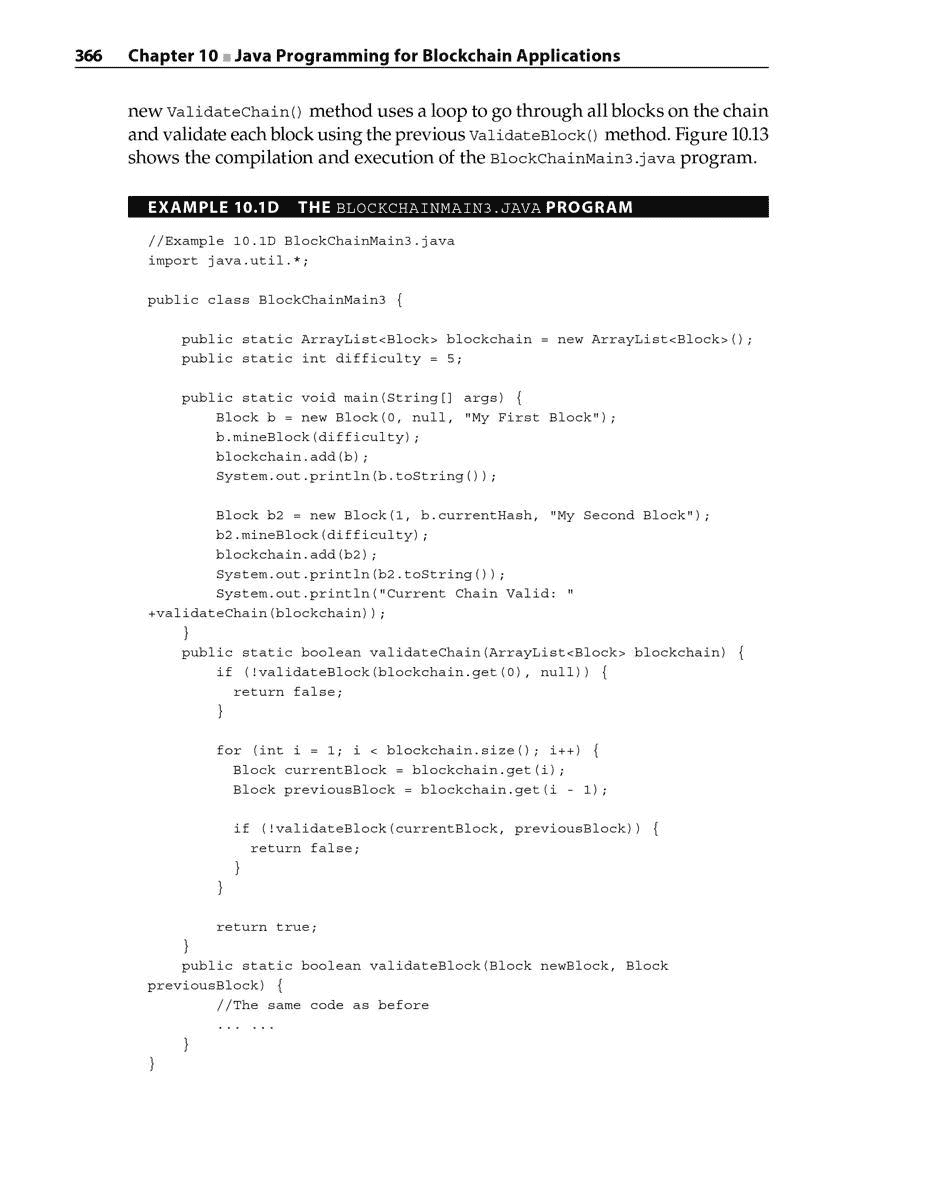 366 Chapter 10 ■ Java Programming for Blockchain Applications
new ValidateChain() method uses a loop to go through all blocks on the chain
and validate each block using the previous ValidateBlock() method. Figure 10.13
shows the compilation and execution of the BlockChainMain3.java program.
EXAMPLE 10.1D THE BLOCKCHAINMAIN3.JAVA PROGRAM
//Example 10.1D BlockChainMain3.java
import java.util.*;
public class BlockChainMain3 {
public static ArrayList<Block> blockchain = new ArrayList<Block>();
public static int difficulty = 5;
public static void main(String[] args) {
Block b = new Block(0, null, "My First Block");
b.mineBlock(difficulty);
blockchain.add(b);
System.out.println(b.toString());
Block b2 = new Block(1, b.currentHash, "My Second Block");
b2.mineBlock(difficulty);
blockchain.add(b2);
System.out.println(b2.toString());
System.out.println("Current Chain Valid: "
+validateChain(blockchain));
}
public static boolean validateChain(ArrayList<Block> blockchain) {
if (!validateBlock(blockchain.get(0), null)) {
return false;
}
for (int i = 1; i < blockchain.size(); i++) {
Block currentBlock = blockchain.get(i);
Block previousBlock = blockchain.get(i - 1);
if (!validateBlock(currentBlock, previousBlock)) {
return false;
}
}
return true;
}
public static boolean validateBlock(Block newBlock, Block
previousBlock) {
//The same code as before
... ...
}
}